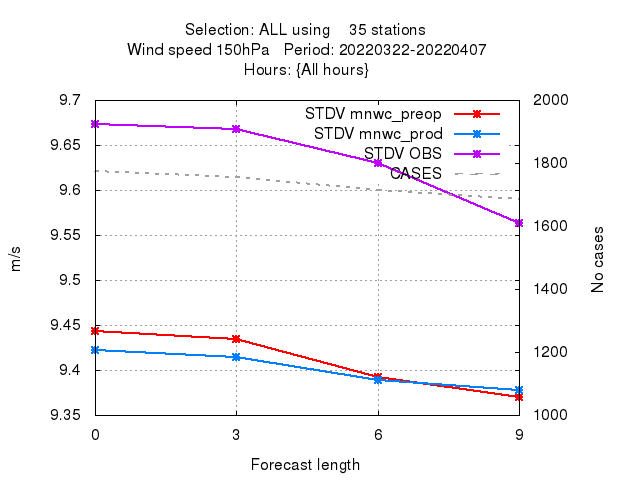 Selection: ALL using    35 stations
Wind speed 150hPa   Period: 20220322-20220407
Hours: {All hours}
9.7
9.65
9.6
9.55
9.5
9.45
9.4
9.35
2000
1800
1600
1400
1200
1000
STDV mnwc_preop
STDV mnwc_prod
STDV OBS
CASES
m/s
No cases
0
3
6
9
Forecast length